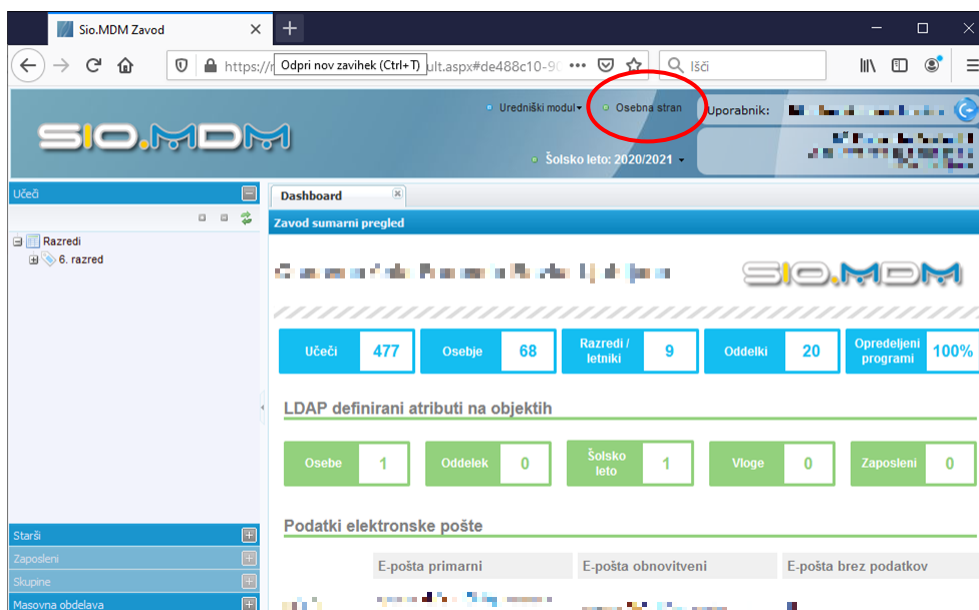 Sio.MDM Zavod
Odpri nov zavihek (Ctrl+T)
https://
ult.aspx#de488c10-90
Išči
Uredniški modul
Osebna stran
Uporabnik:
SIO.MDM
Šolsko leto: 2020/2021
Učeči
Dashboard
Zavod sumarni pregled
Razredi
6. razred
SIO.MDM
Učeči 477
Osebje 68
Razredi / letniki 9
Oddelki 20
Opredeljeni programi 100%
LDAP definirani atributi na objektih
Osebe 1
Oddelek 0
Šolsko leto 1
Vloge 0
Zaposleni 0
Podatki elektronske pošte
E-pošta primarni
E-pošta obnovitveni
E-pošta brez podatkov
Starši
Zaposleni
Skupine
Masovna obdelava